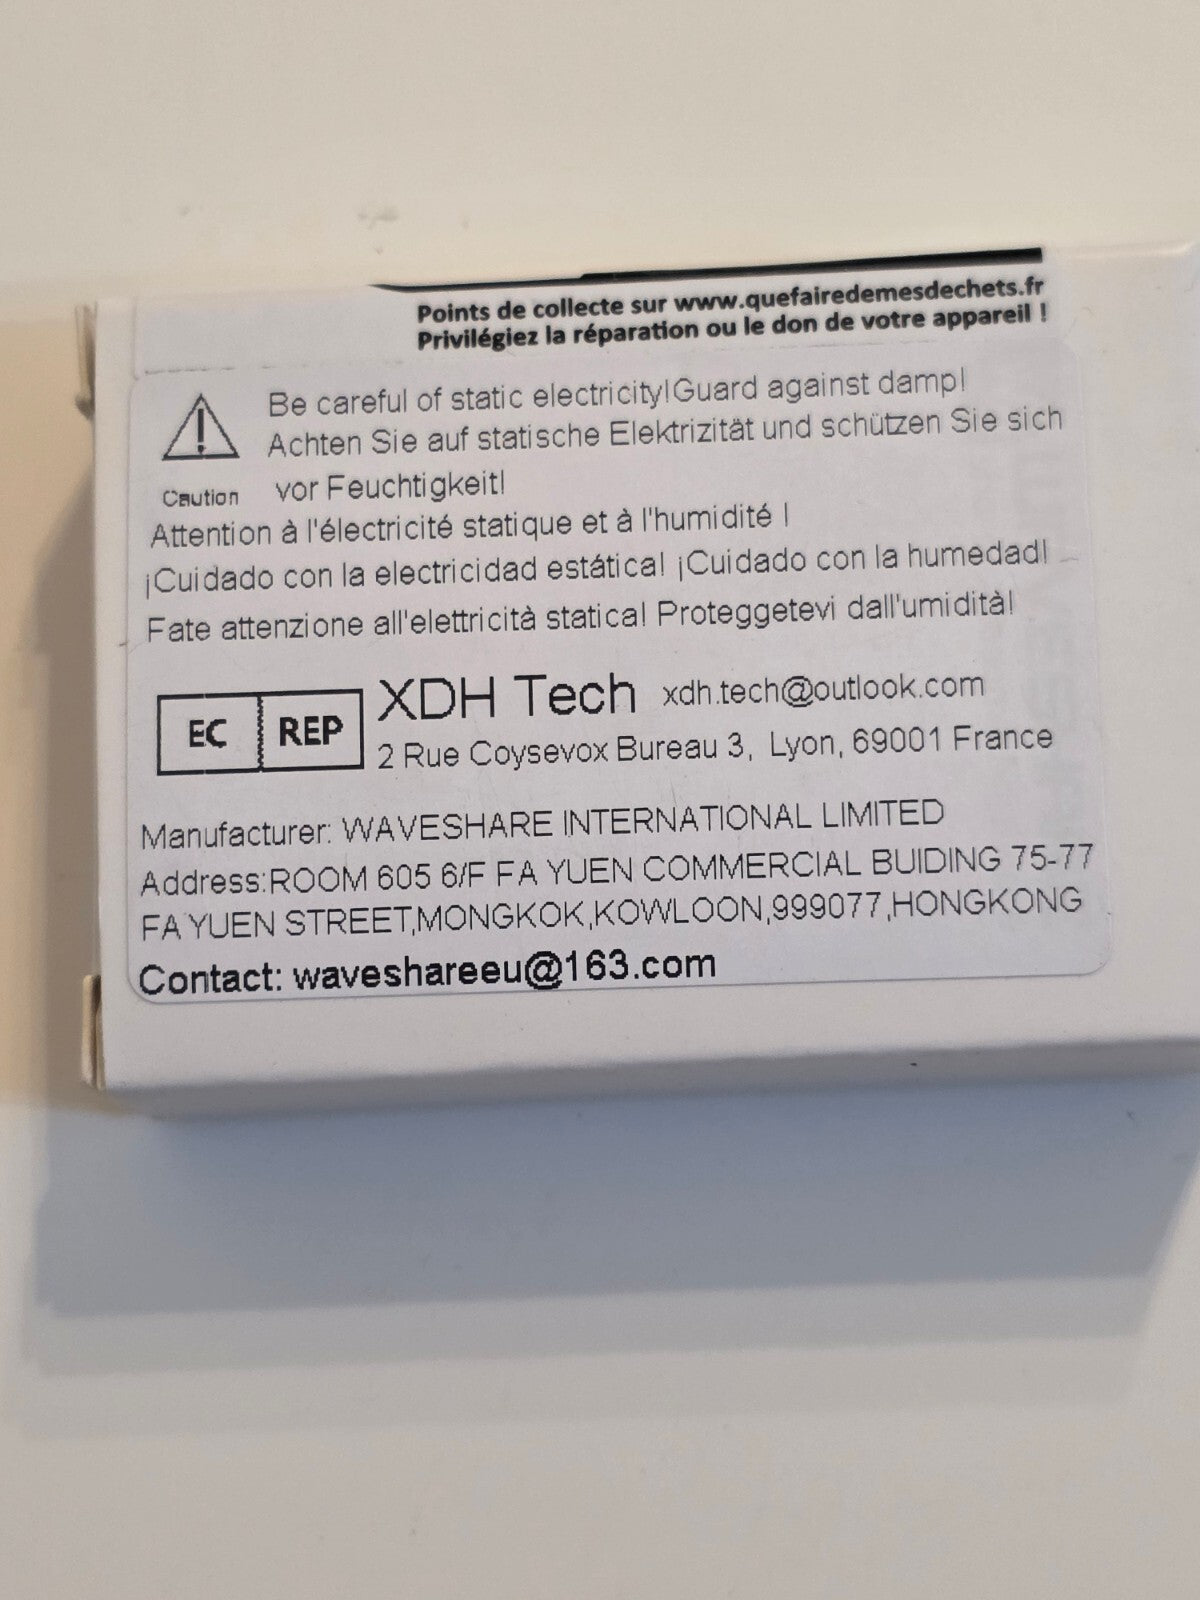 Points de collecte sur www.quefairedemesdechets.fr
Privilégiez la réparation ou le don de votre appareil !
Be careful of static electricity!Guard against damp!
Achten Sie auf statische Elektrizität und schützen Sie sich
Caution vor Feuchtigkeit!
Attention à l'électricité statique et à l'humidité !
¡Cuidado con la electricidad estática! ¡Cuidado con la humedad!
Fate attenzione all'elettricità statica! Proteggetevi dall'umidità!
EC REP XDH Tech xdh.tech@outlook.com
2 Rue Coysevox Bureau 3, Lyon, 69001 France
Manufacturer: WAVESHARE INTERNATIONAL LIMITED
Address:ROOM 605 6/F FA YUEN COMMERCIAL BUIDING 75-77
FA YUEN STREET,MONGKOK,KOWLOON,999077,HONGKONG
Contact: waveshareeu@163.com